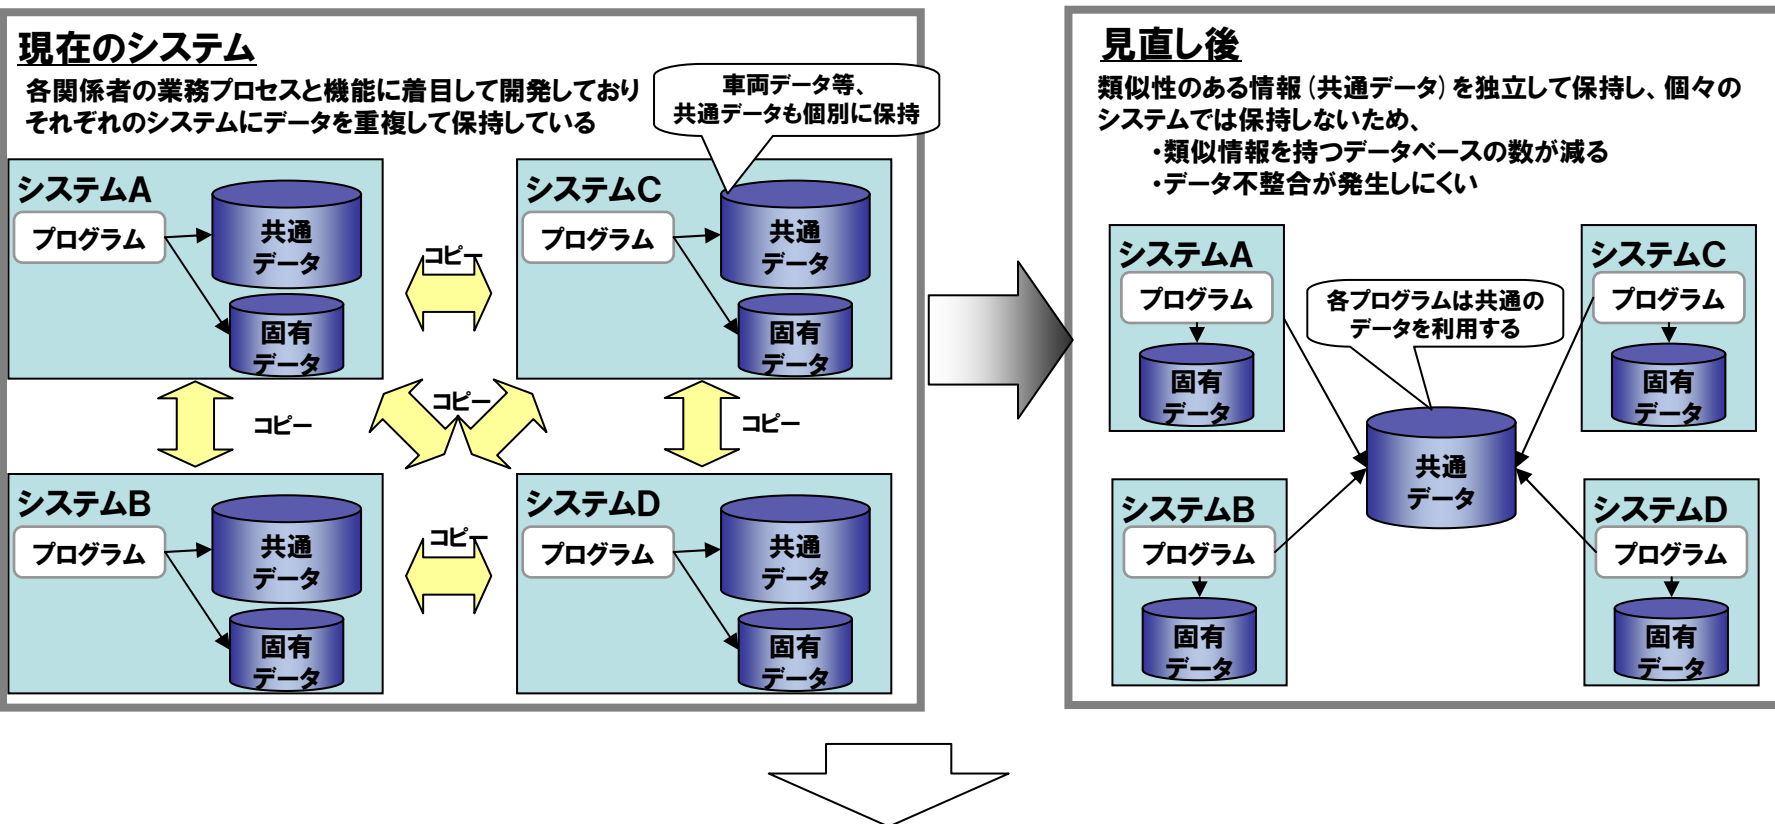 現在のシステム
各関係者の業務プロセスと機能に着目して開発しており
それぞれのシステムにデータを重複して保持している
車両データ等、
共通データも個別に保持
システムA
プログラム
共通
データ
固有
データ
コピー
システムC
プログラム
共通
データ
固有
データ
コピー
コピー
コピー
システムB
プログラム
共通
データ
固有
データ
コピー
システムD
プログラム
共通
データ
固有
データ
見直し後
類似性のある情報(共通データ)を独立して保持し、個々の
システムでは保持しないため、
・類似情報を持つデータベースの数が減る
・データ不整合が発生しにくい
システムA
プログラム
固有
データ
各プログラムは共通の
データを利用する
システムC
プログラム
固有
データ
共通
データ
システムB
プログラム
固有
データ
システムD
プログラム
固有
データ